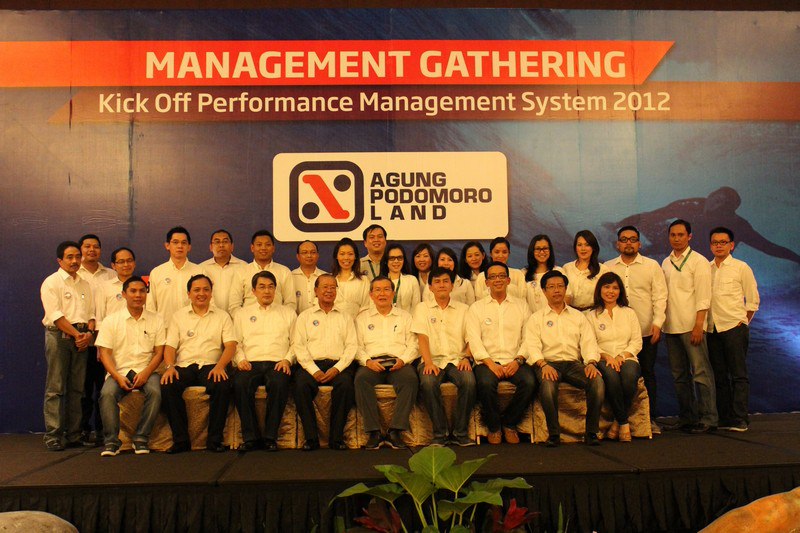 MANAGEMENT GATHERING
Kick Off Performance Management System 2012
AGUNG
PODOMORO
LAND